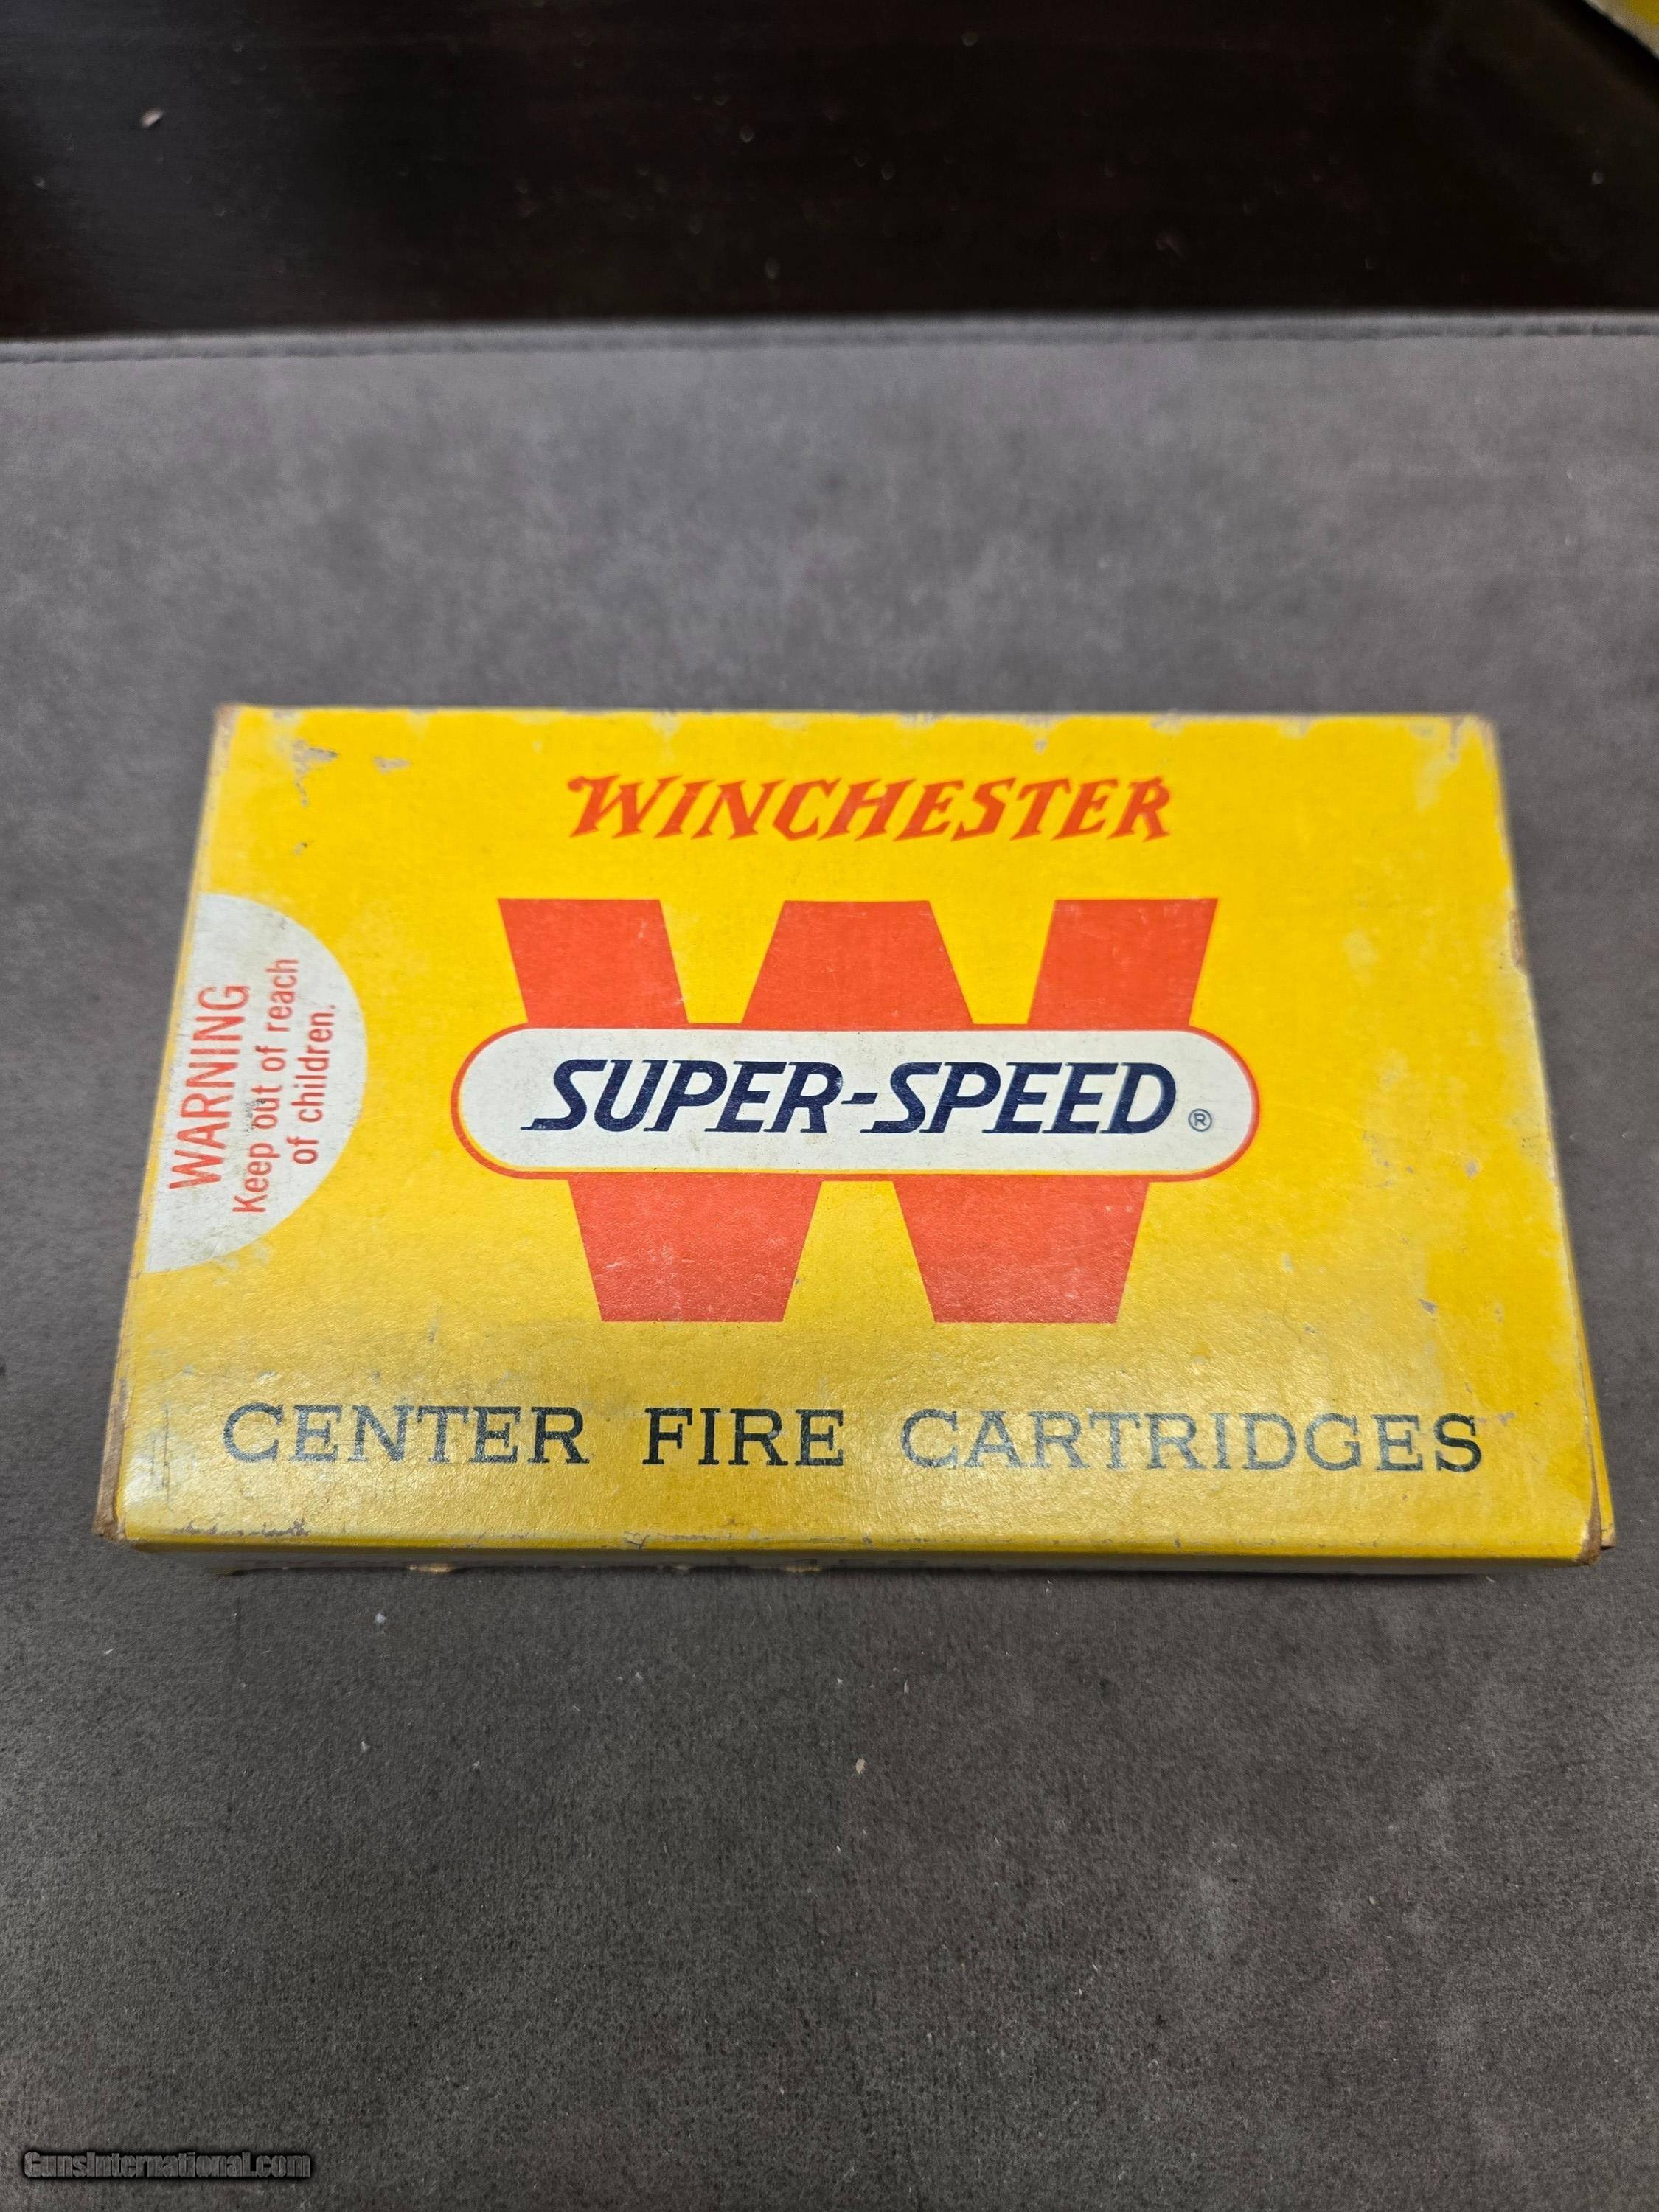 WINCHESTER
W
SUPER-SPEED ®
WARNING
Keep out of reach
of children.
CENTER FIRE CARTRIDGES
GunsInternational.com